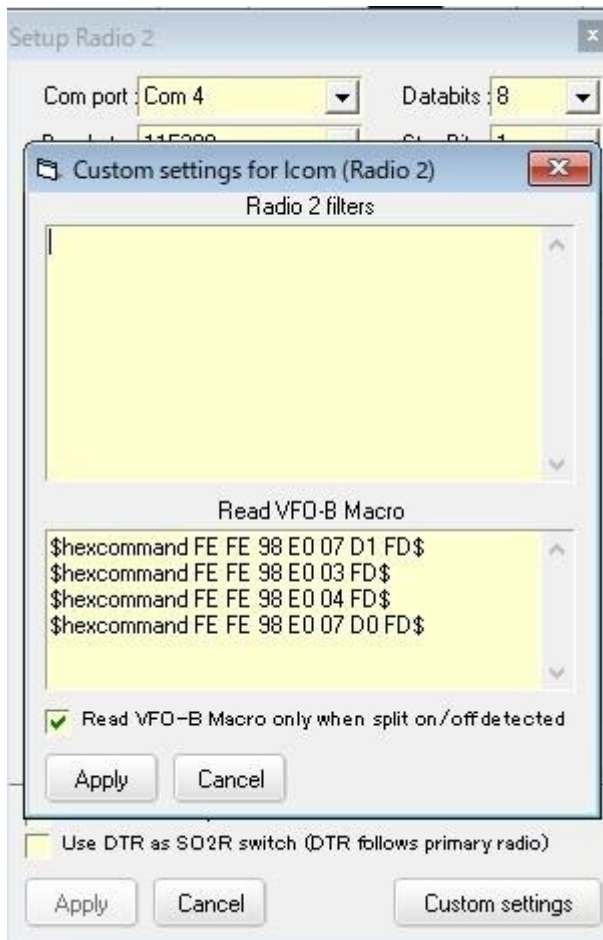 Setup Radio 2
Com port : Com 4 Databits : 8
Custom settings for Icom (Radio 2)
Radio 2 filters
Read VFO-B Macro
$hexcommand FE FE 98 E0 07 D1 FD$
$hexcommand FE FE 98 E0 03 FD$
$hexcommand FE FE 98 E0 04 FD$
$hexcommand FE FE 98 E0 07 D0 FD$
Read VFO-B Macro only when split on/off detected
Apply Cancel
Use DTR as SO2R switch (DTR follows primary radio)
Apply Cancel Custom settings